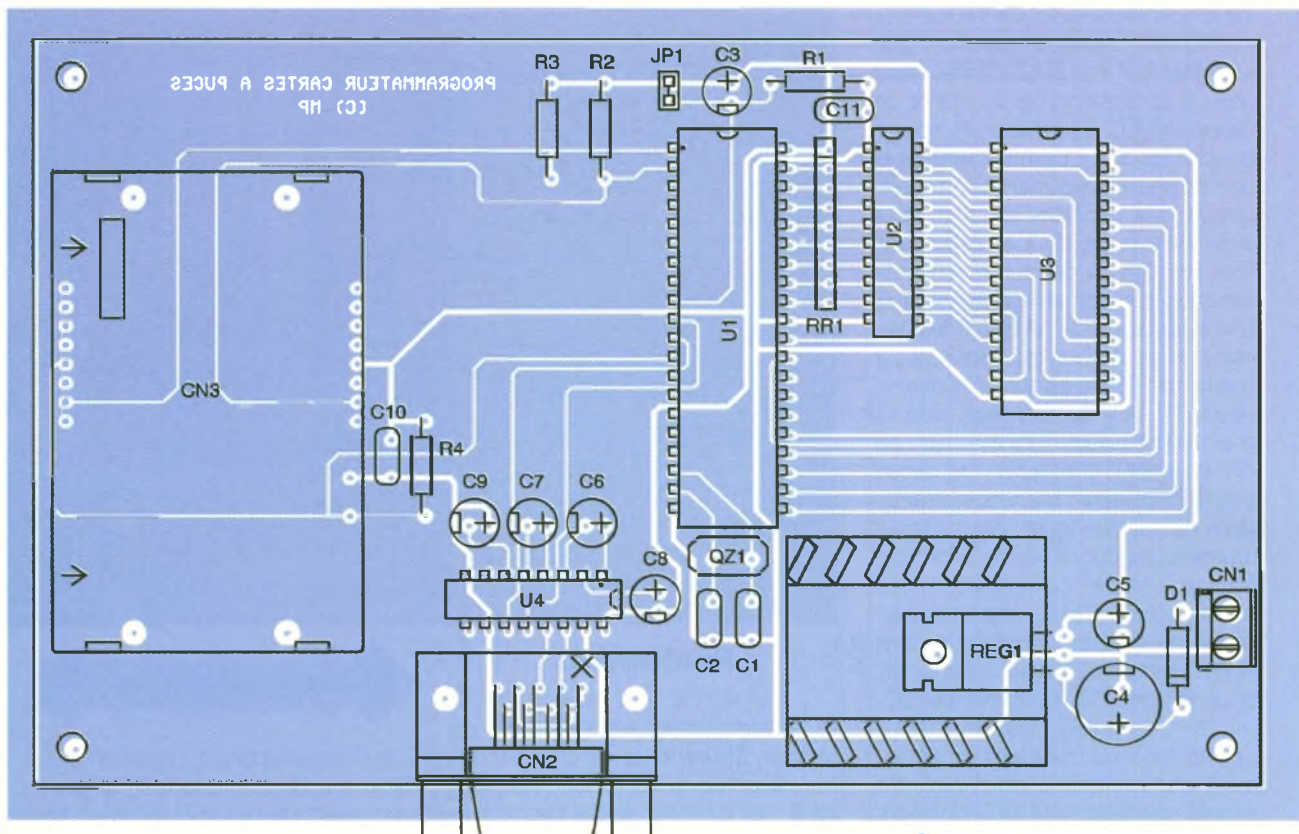 PROGRAMMATEUR CARTES A PUCES
(C) MP
R3
R2
JP1
C3
R1
C11
U1
RR1
U2
U3
CN3
C10
R4
C9
C7
C6
C8
QZ1
U4
C2
C1
REG1
C5
D1
CN1
C4
CN2